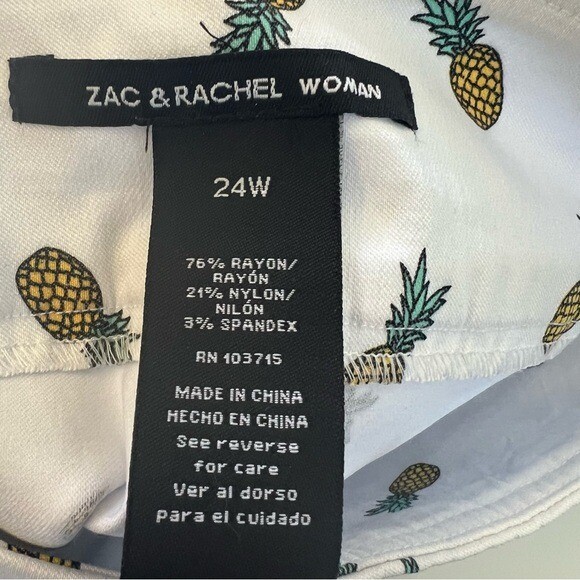 ZAC & RACHEL WOMAN
24W
76% RAYON/
RAYÓN
21% NYLON/
NILÓN
3% SPANDEX
RN 103715
MADE IN CHINA
HECHO EN CHINA
See reverse
for care
Ver al dorso
para el cuidado